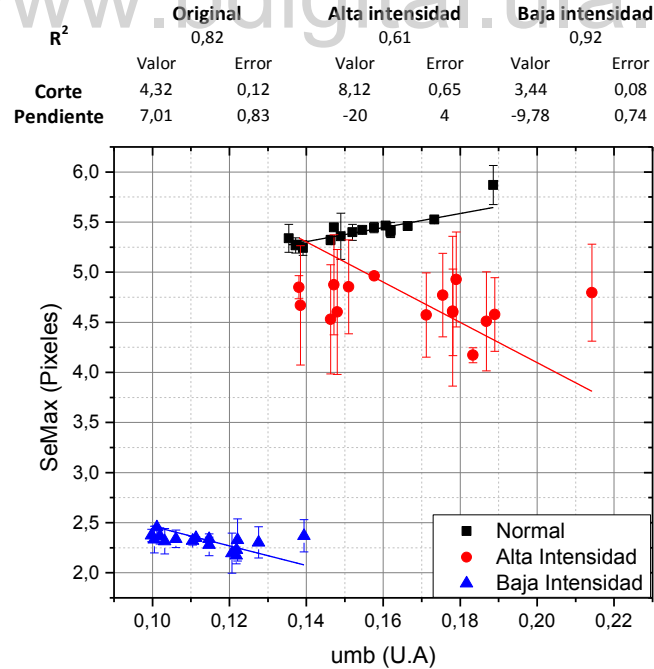 www.bdigital.ula.
Original Alta intensidad Baja intensidad
R² 0,82 0,61 0,92
Valor Error Valor Error Valor Error
Corte 4,32 0,12 8,12 0,65 3,44 0,08
Pendiente 7,01 0,83 -20 4 -9,78 0,74
6,0
5,5
5,0
4,5
4,0
3,5
3,0
2,5
2,0
SeMax (Pixeles)
Normal
Alta Intensidad
Baja Intensidad
0,10 0,12 0,14 0,16 0,18 0,20 0,22
umb (U.A)